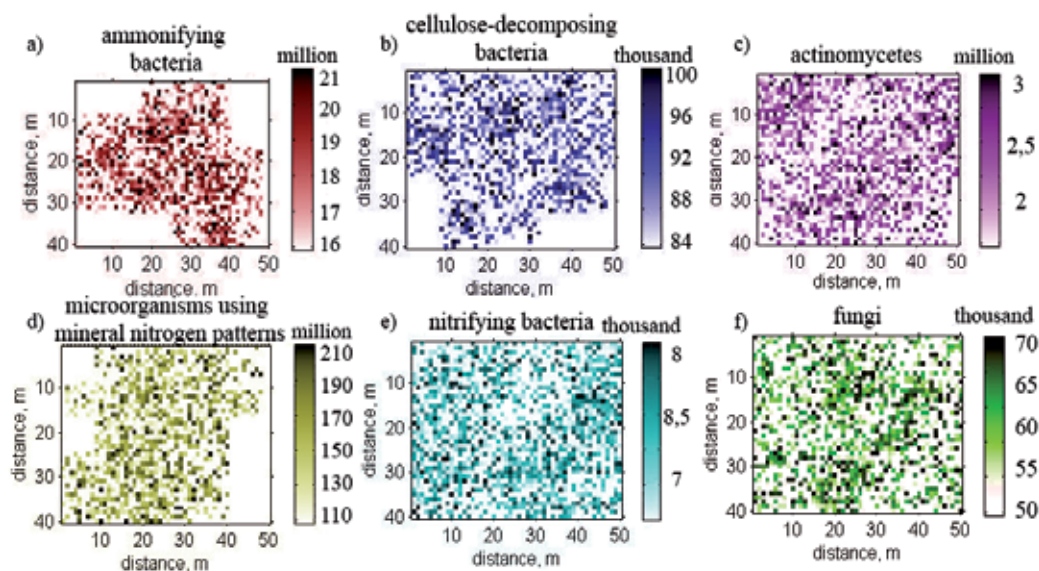 a)
ammonifying
bacteria
million
21
20
19
18
17
16
distance, m
10
20
30
40
10 20 30 40 50
distance, m
b)
cellulose-decomposing
bacteria
thousand
100
96
92
88
84
distance, m
10
20
30
40
10 20 30 40 50
distance, m
c)
actinomycetes
million
3
2,5
2
distance, m
10
20
30
40
10 20 30 40 50
distance, m
d)
microorganisms using
mineral nitrogen patterns
million
210
190
170
150
130
110
distance, m
10
20
30
40
10 20 30 40 50
distance, m
e)
nitrifying bacteria
thousand
8
8,5
7
distance, m
10
20
30
40
10 20 30 40 50
distance, m
f)
fungi
thousand
70
65
60
55
50
distance, m
10
20
30
40
10 20 30 40 50
distance, m